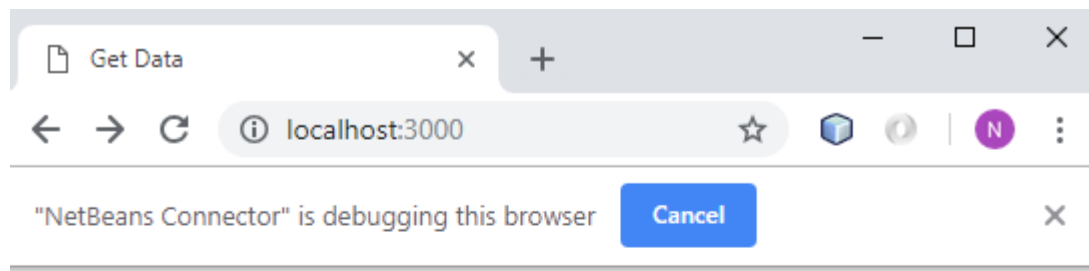 Get Data
localhost:3000
N
"NetBeans Connector" is debugging this browser Cancel